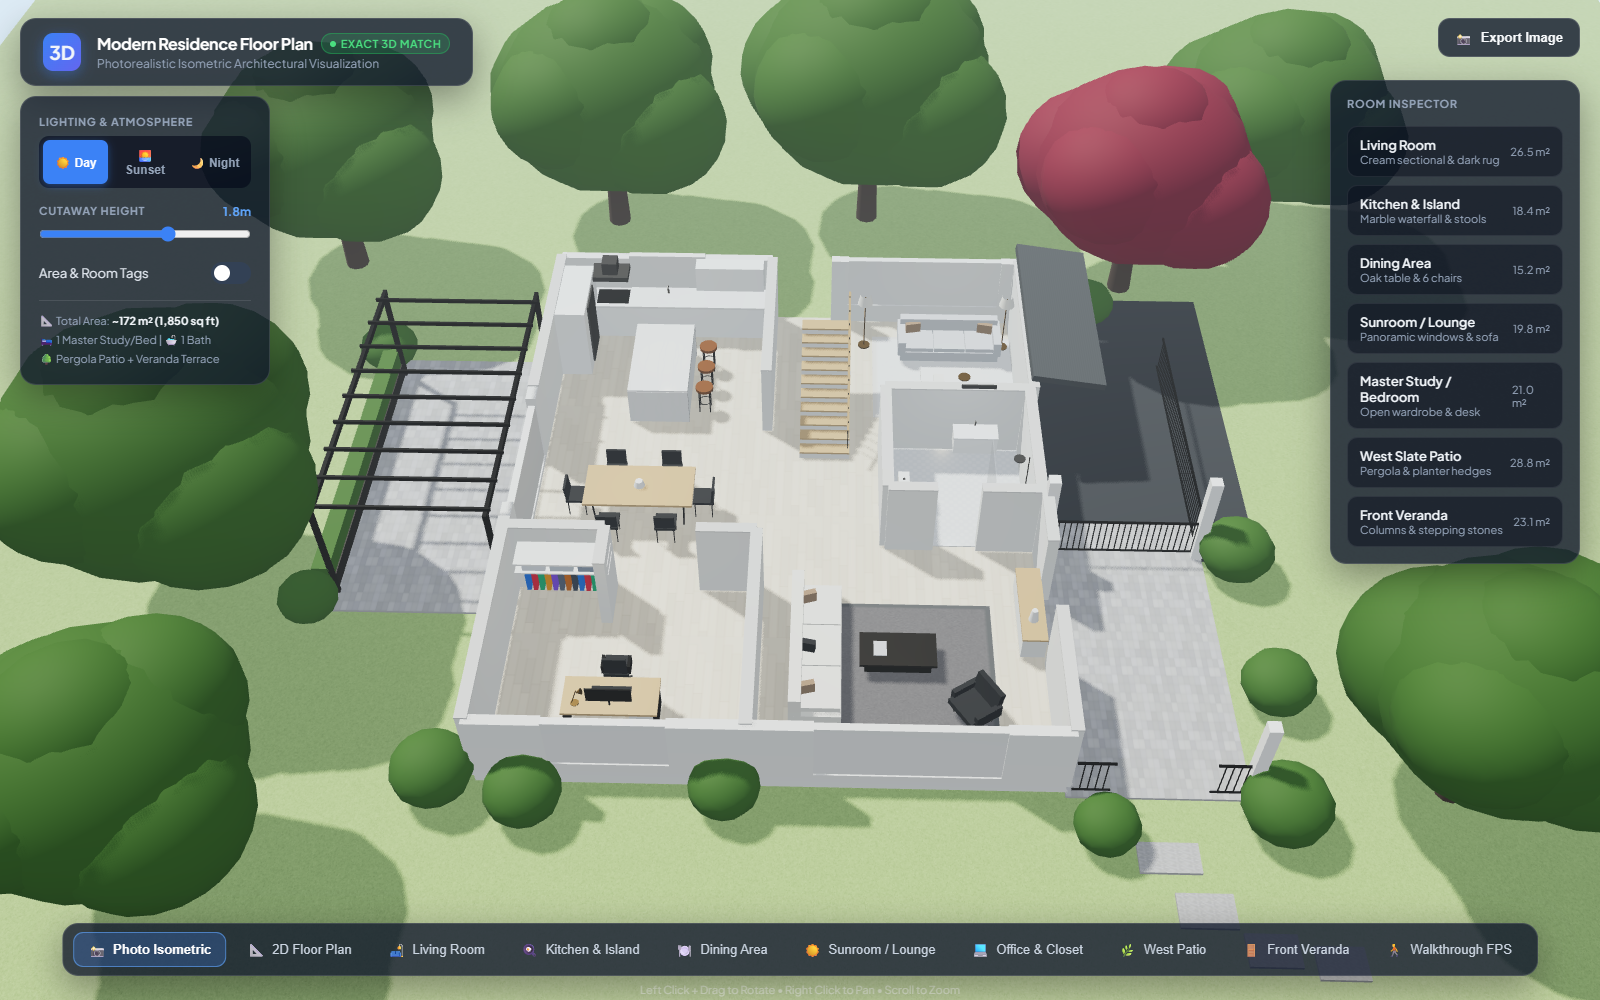 3D
Modern Residence Floor Plan
EXACT 3D MATCH
Photorealistic Isometric Architectural Visualization
Export Image
LIGHTING & ATMOSPHERE
Day
Sunset
Night
CUTAWAY HEIGHT
1.8m
Area & Room Tags
Total Area: ~172 m² (1,850 sq ft)
1 Master Study/Bed | 1 Bath
Pergola Patio + Veranda Terrace
ROOM INSPECTOR
Living Room
Cream sectional & dark rug
26.5 m²
Kitchen & Island
Marble waterfall & stools
18.4 m²
Dining Area
Oak table & 6 chairs
15.2 m²
Sunroom / Lounge
Panoramic windows & sofa
19.8 m²
Master Study /
Bedroom
Open wardrobe & desk
21.0
m²
West Slate Patio
Pergola & planter hedges
28.8 m²
Front Veranda
Columns & stepping stones
23.1 m²
Photo Isometric
2D Floor Plan
Living Room
Kitchen & Island
Dining Area
Sunroom / Lounge
Office & Closet
West Patio
Front Veranda
Walkthrough FPS
Left Click + Drag to Rotate • Right Click to Pan • Scroll to Zoom